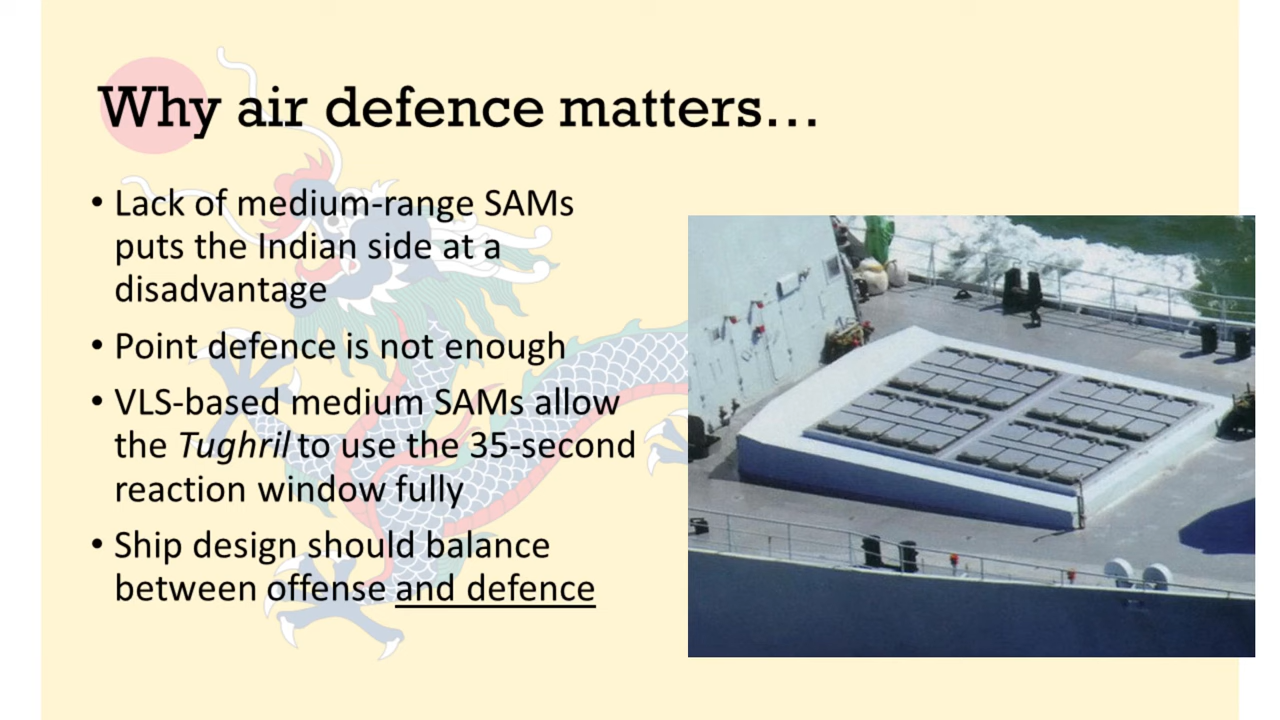 Why air defence matters…
• Lack of medium-range SAMs
puts the Indian side at a
disadvantage
• Point defence is not enough
• VLS-based medium SAMs allow
the Tughril to use the 35-second
reaction window fully
• Ship design should balance
between offense and defence